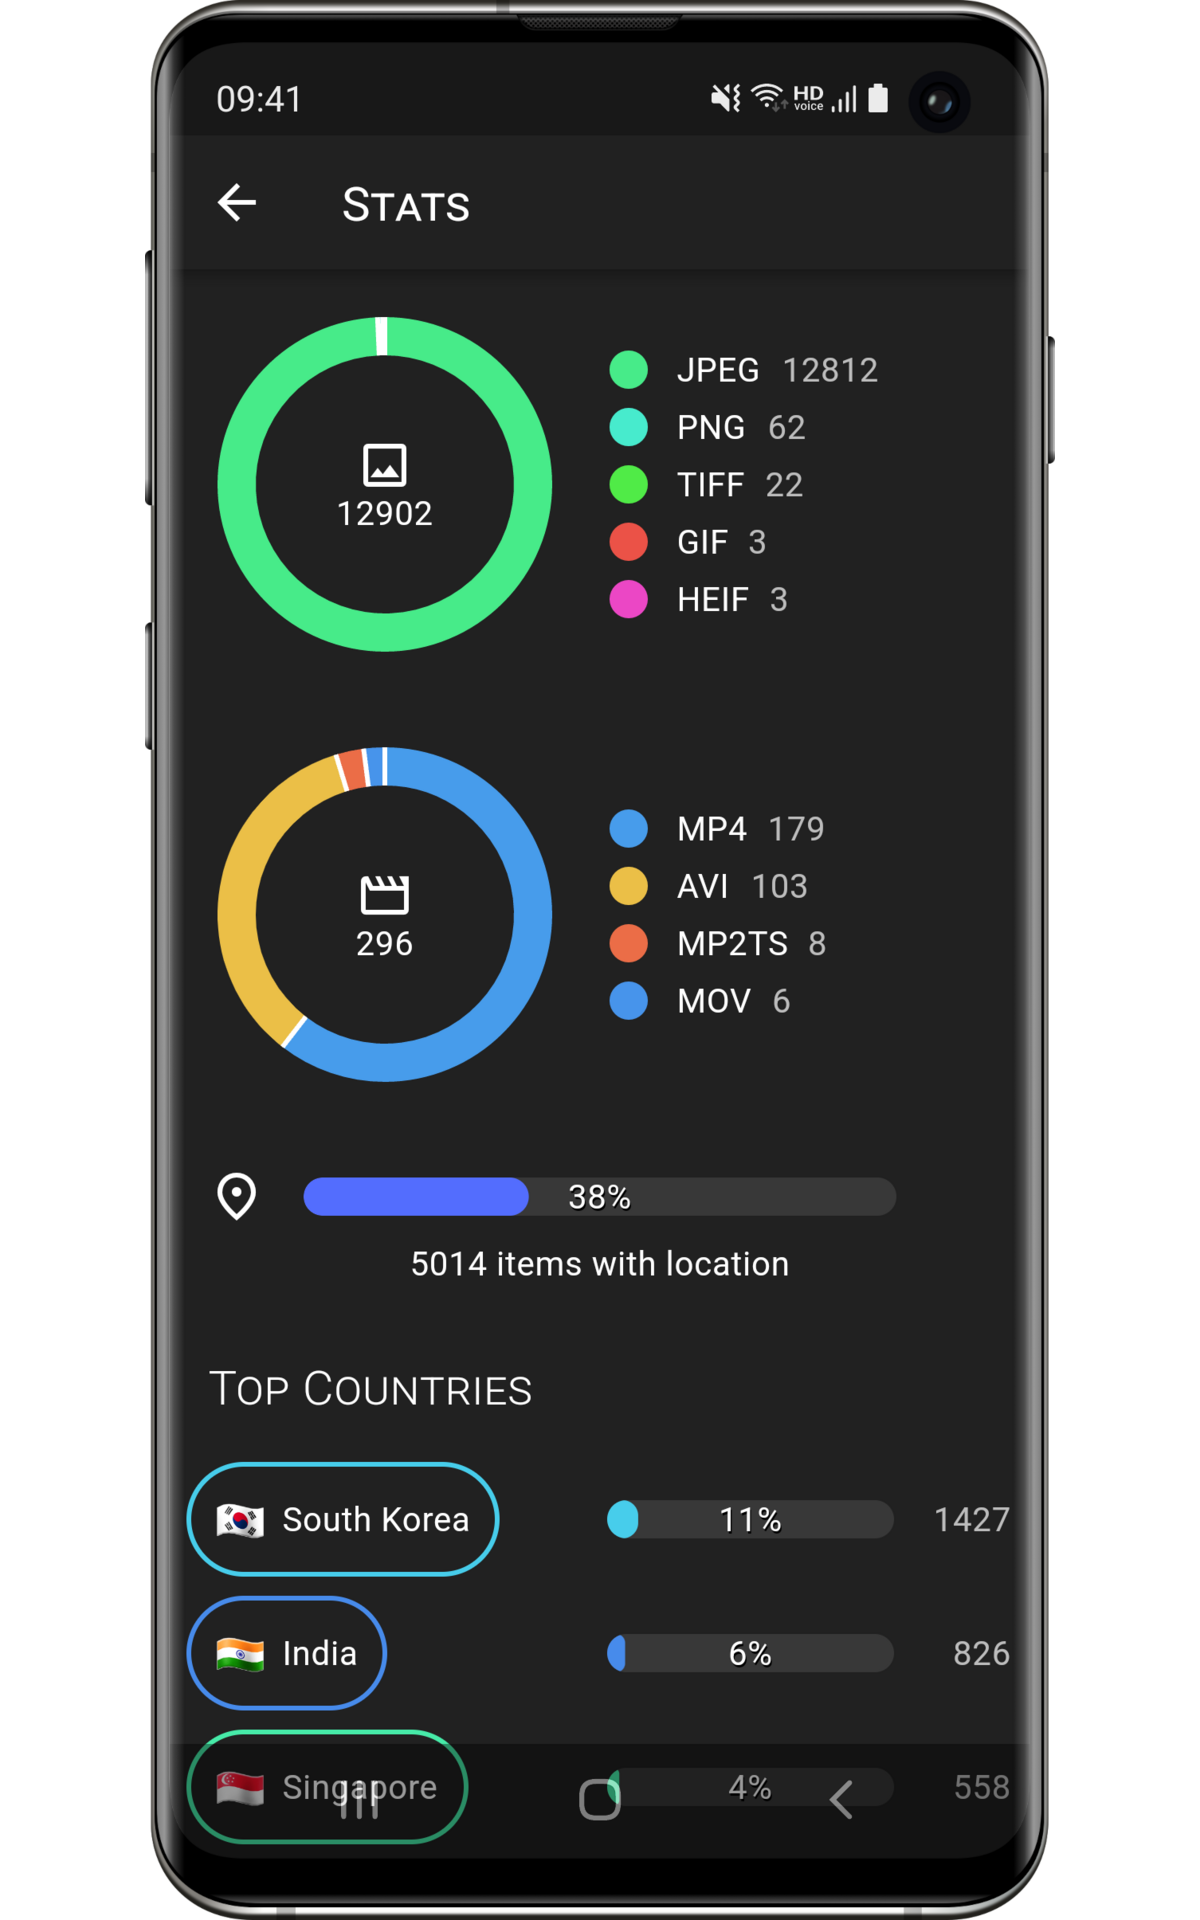 09:41 HD voice
STATS
JPEG 12812
PNG 62
TIFF 22
GIF 3
HEIF 3
12902
MP4 179
AVI 103
MP2TS 8
MOV 6
296
38%
5014 items with location
TOP COUNTRIES
South Korea 11% 1427
India 6% 826
Singapore 4% 558